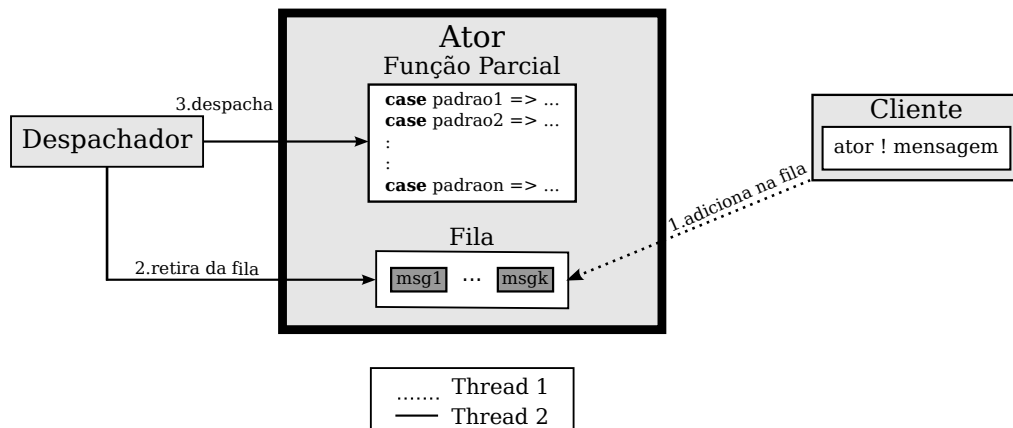 Ator
Função Parcial
case padrao1 => ...
case padrao2 => ...
:
:
case padraon => ...
3.despacha
Despachador
Cliente
ator ! mensagem
1.adiciona na fila
Fila
msg1 ... msgk
2.retira da fila
Thread 1
Thread 2